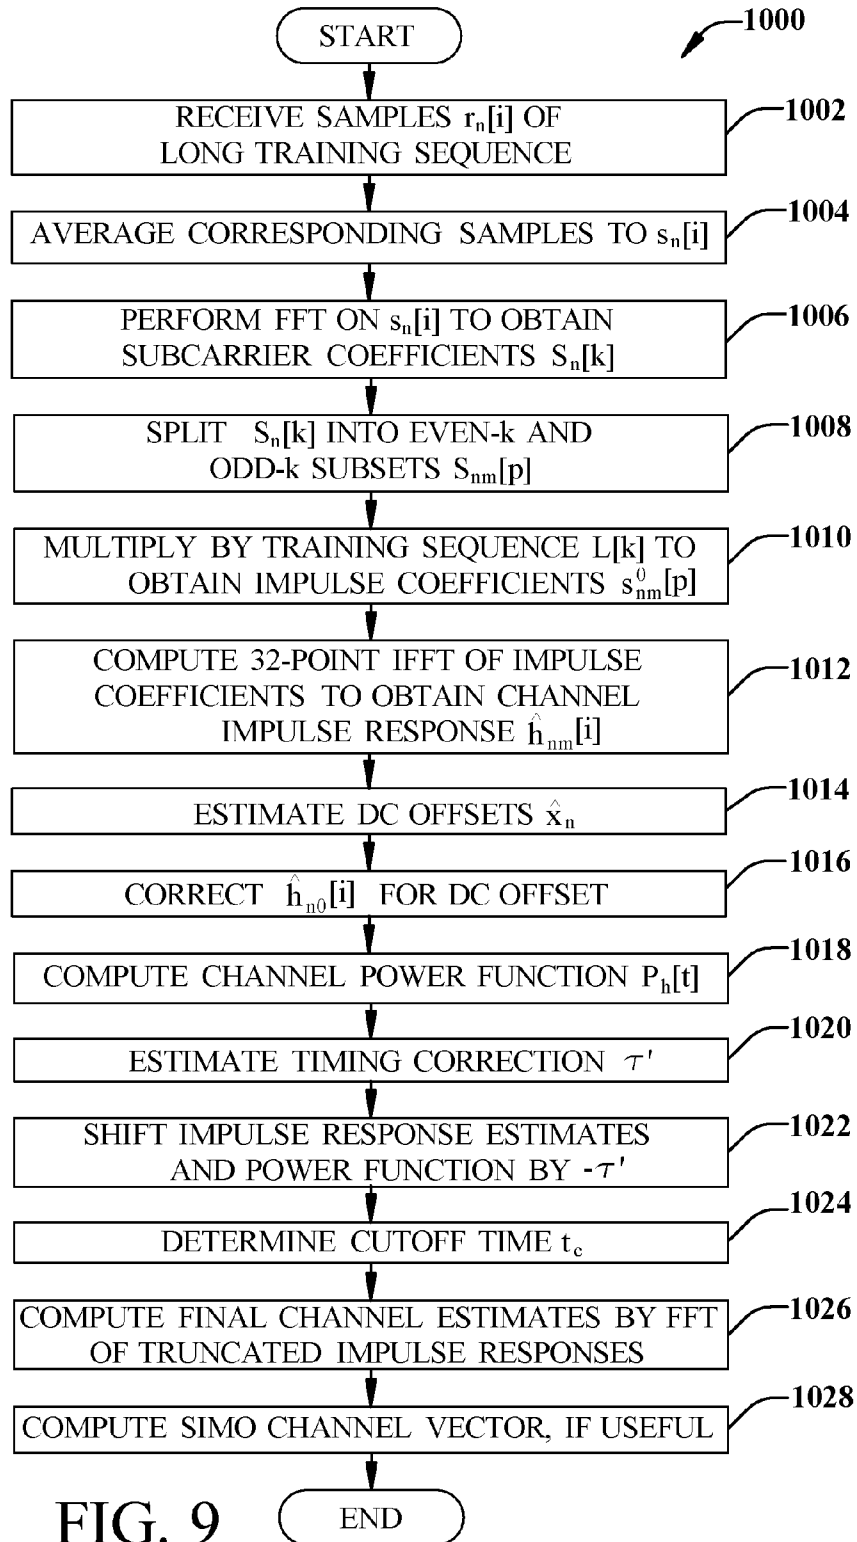 START
1000
RECEIVE SAMPLES rₙ[i] OF
LONG TRAINING SEQUENCE
1002
AVERAGE CORRESPONDING SAMPLES TO sₙ[i]
1004
PERFORM FFT ON sₙ[i] TO OBTAIN
SUBCARRIER COEFFICIENTS Sₙ[k]
1006
SPLIT Sₙ[k] INTO EVEN-k AND
ODD-k SUBSETS Sₙₘ[p]
1008
MULTIPLY BY TRAINING SEQUENCE L[k] TO
OBTAIN IMPULSE COEFFICIENTS s⁰ₙₘ[p]
1010
COMPUTE 32-POINT IFFT OF IMPULSE
COEFFICIENTS TO OBTAIN CHANNEL
IMPULSE RESPONSE ĥₙₘ[i]
1012
ESTIMATE DC OFFSETS x̂ₙ
1014
CORRECT ĥₙ₀[i] FOR DC OFFSET
1016
COMPUTE CHANNEL POWER FUNCTION Pₕ[t]
1018
ESTIMATE TIMING CORRECTION τ'
1020
SHIFT IMPULSE RESPONSE ESTIMATES
AND POWER FUNCTION BY -τ'
1022
DETERMINE CUTOFF TIME t_c
1024
COMPUTE FINAL CHANNEL ESTIMATES BY FFT
OF TRUNCATED IMPULSE RESPONSES
1026
COMPUTE SIMO CHANNEL VECTOR, IF USEFUL
1028
END
FIG. 9